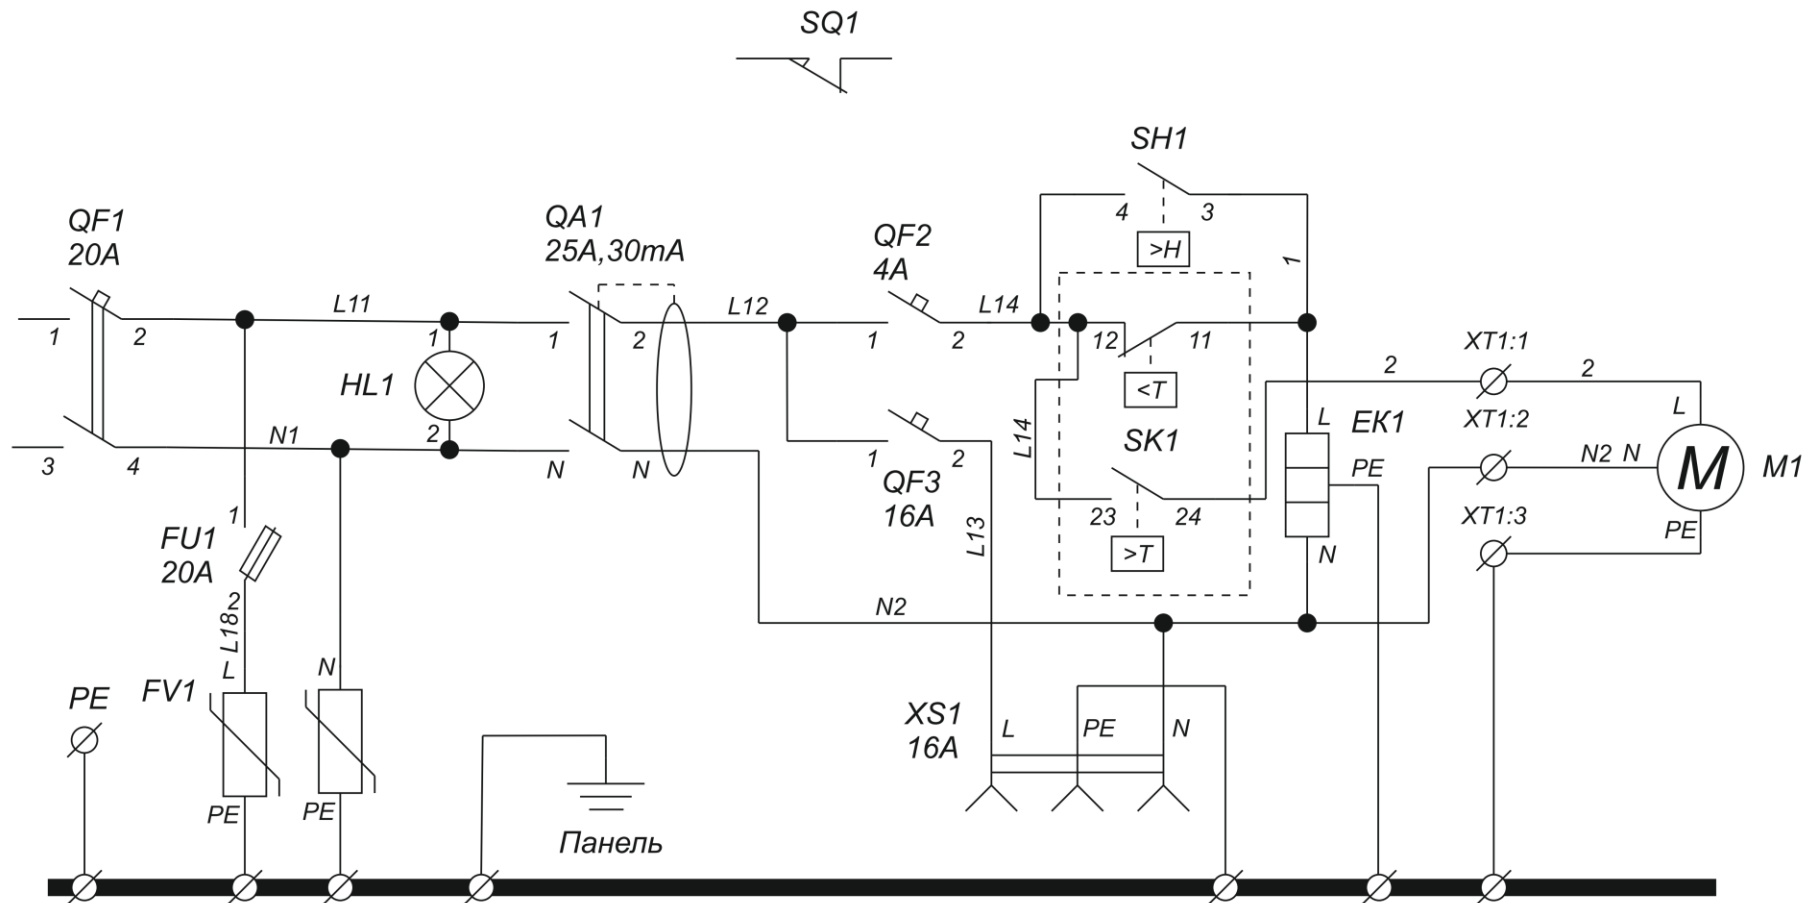 SQ1
SH1
4 3
>H
QF1
20A
QA1
25A,30mA
QF2
4A
1
L11
L12
L14
1 2
1
1 2
1 2
12 11
<T
SK1
HL1
2
N1
3 4
N N
1 2
QF3
16A
L13
L14
23 24
>T
2
XT1:1
2
L
XT1:2
N2 N
M
M1
XT1:3
PE
L
EK1
PE
N
N2
1
FU1
20A
2
L18
L
N
FV1
PE
PE
PE
Панель
XS1
16A
L
PE
N